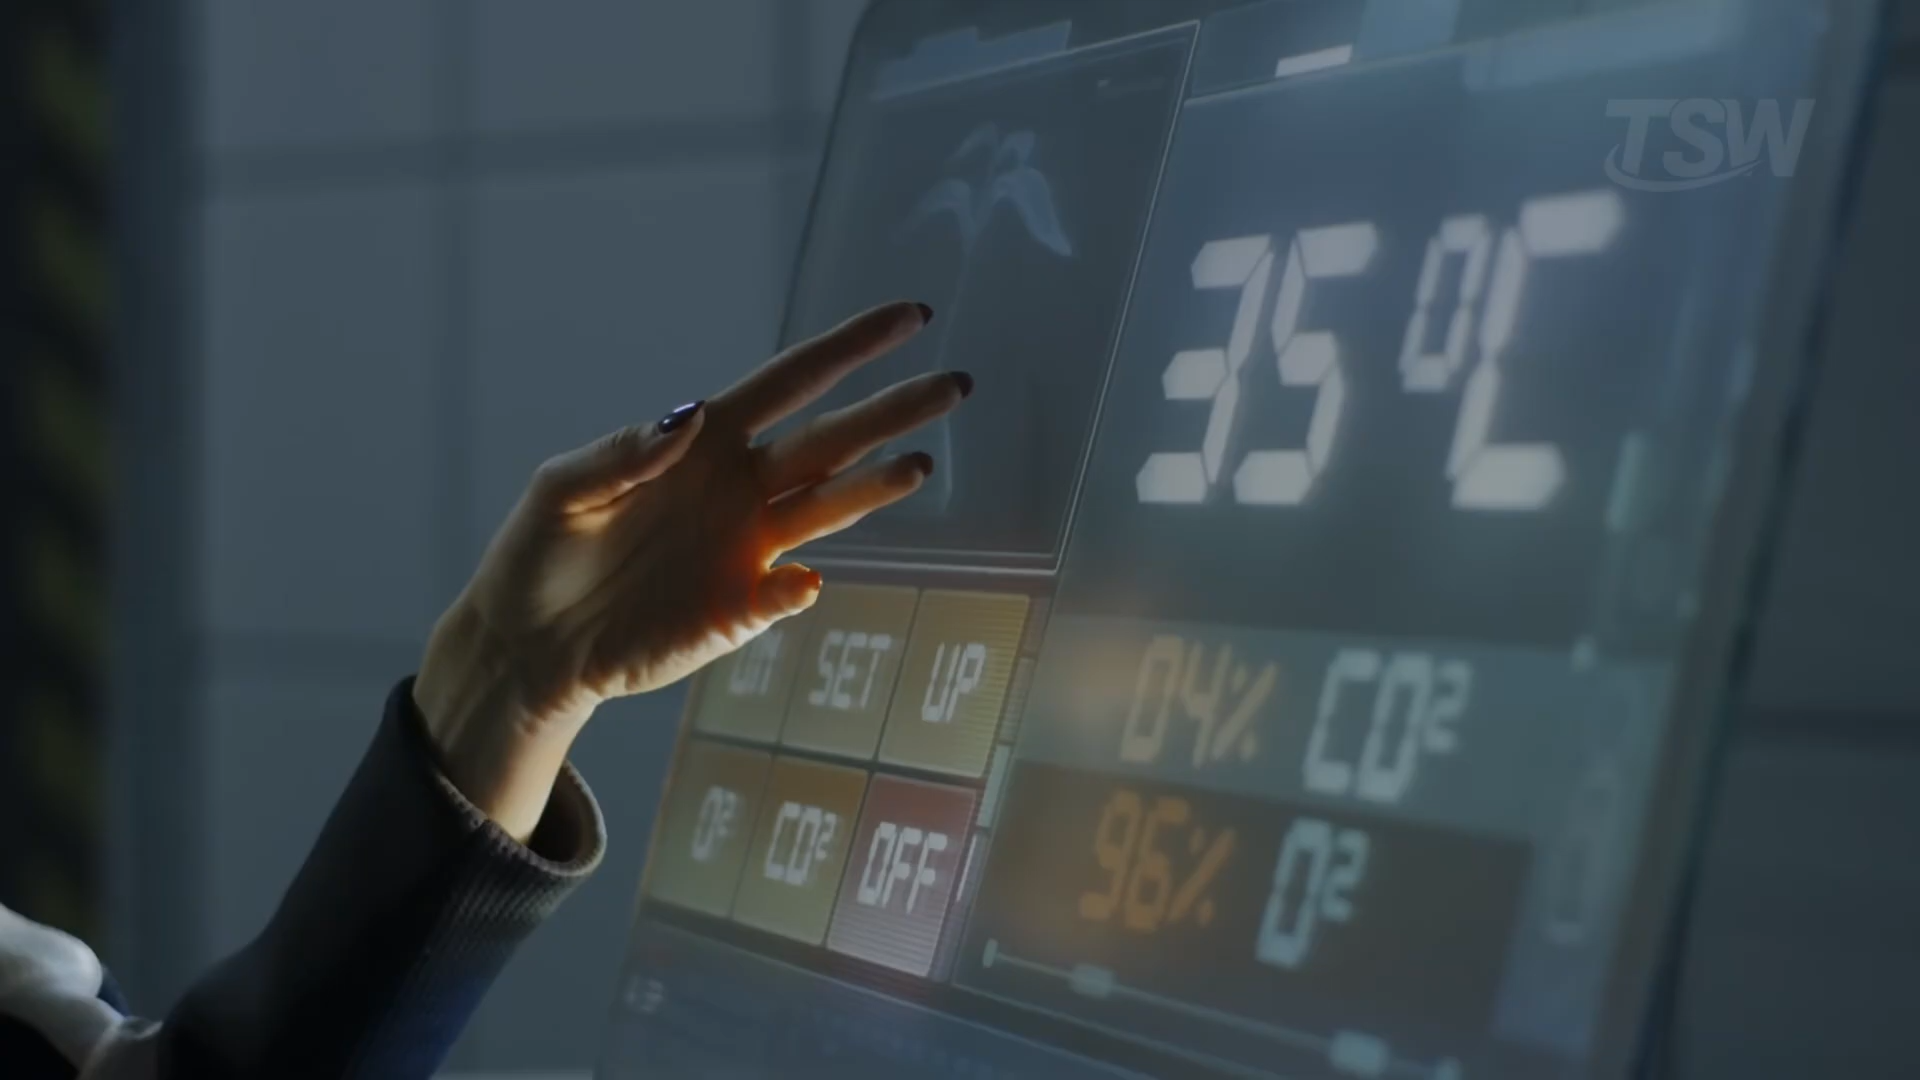 TSW
35°C
SET UP
04% CO²
O² CO² OFF
96% O²